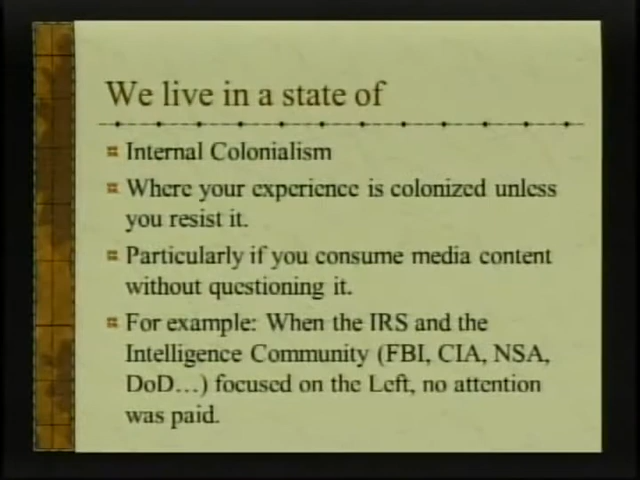 We live in a state of
Internal Colonialism
Where your experience is colonized unless
you resist it.
Particularly if you consume media content
without questioning it.
For example: When the IRS and the
Intelligence Community (FBI, CIA, NSA,
DoD…) focused on the Left, no attention
was paid.